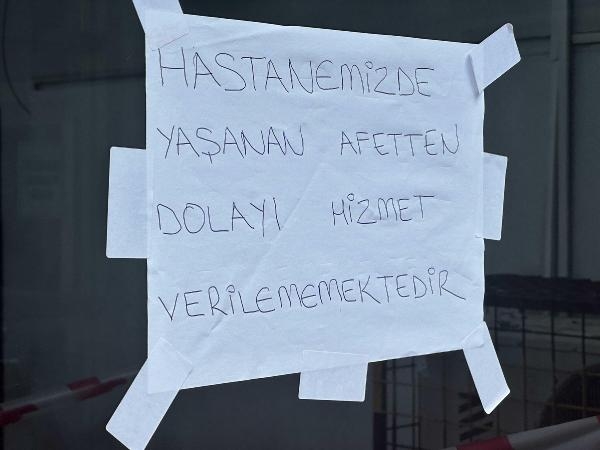 HASTANEMİZDE
YAŞANAN AFETTEN
DOLAYI HİZMET
VERİLEMEMEKTEDİR